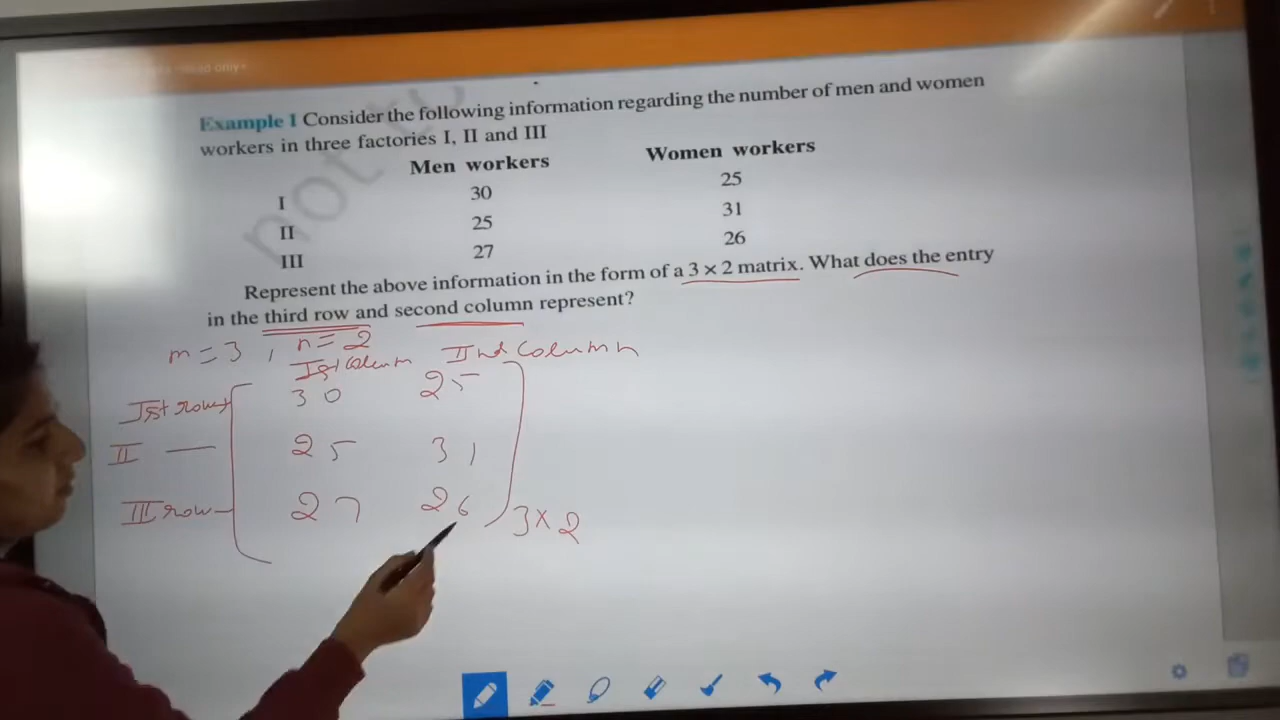 Example 1 Consider the following information regarding the number of men and women
workers in three factories I, II and III
Men workers Women workers
I 30 25
II 25 31
III 27 26
Represent the above information in the form of a 3 × 2 matrix. What does the entry
in the third row and second column represent?
m = 3 , n = 2
Ist column IInd column
Ist row 30 25
II — 25 31
III row 27 26
3×2